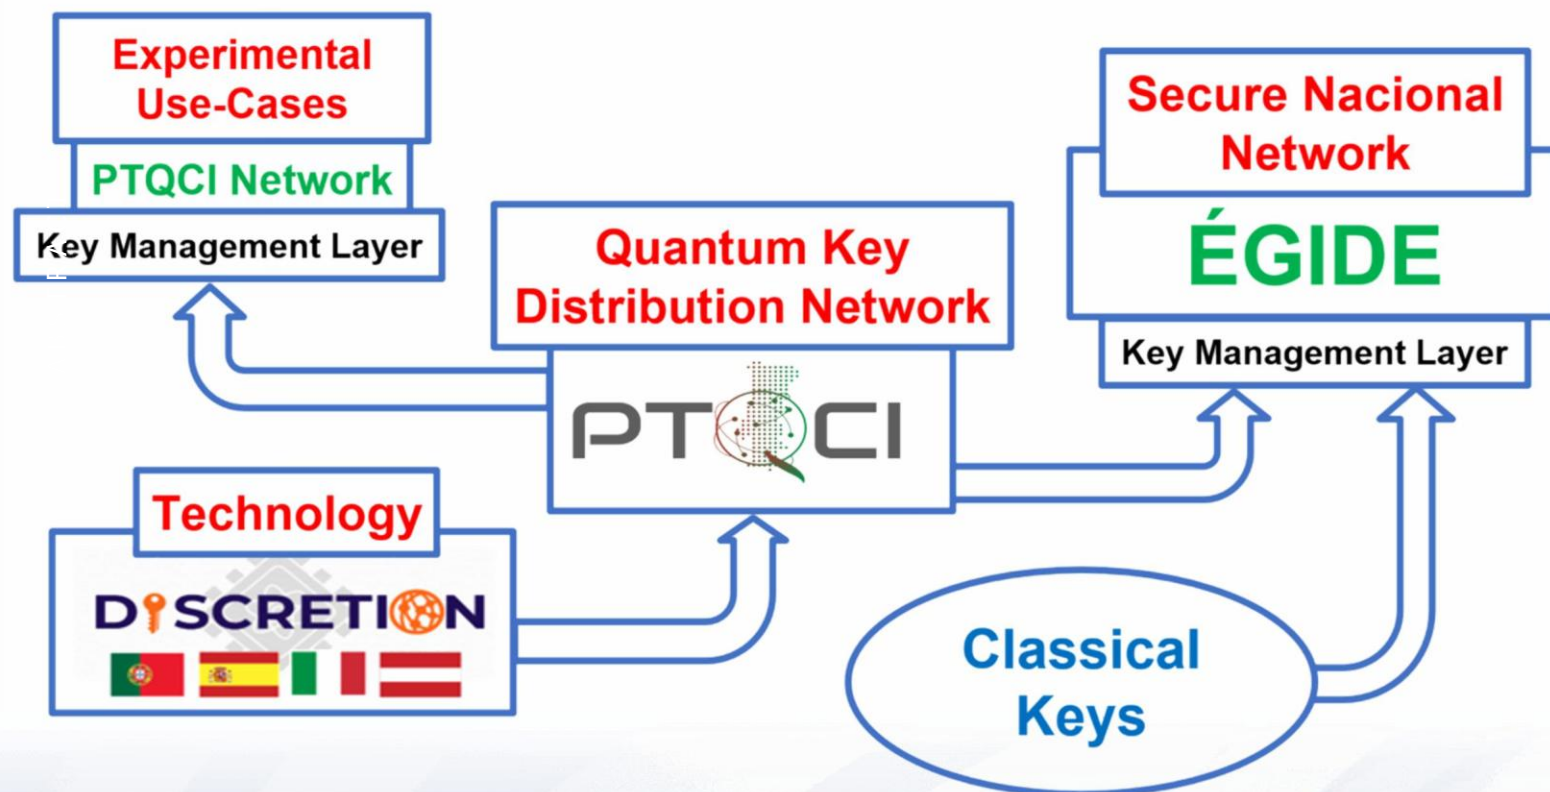 Experimental
Use-Cases
PTQCI Network
Key Management Layer
Quantum Key
Distribution Network
PTQCI
Secure Nacional
Network
ÉGIDE
Key Management Layer
Technology
DISCRETION
Classical
Keys